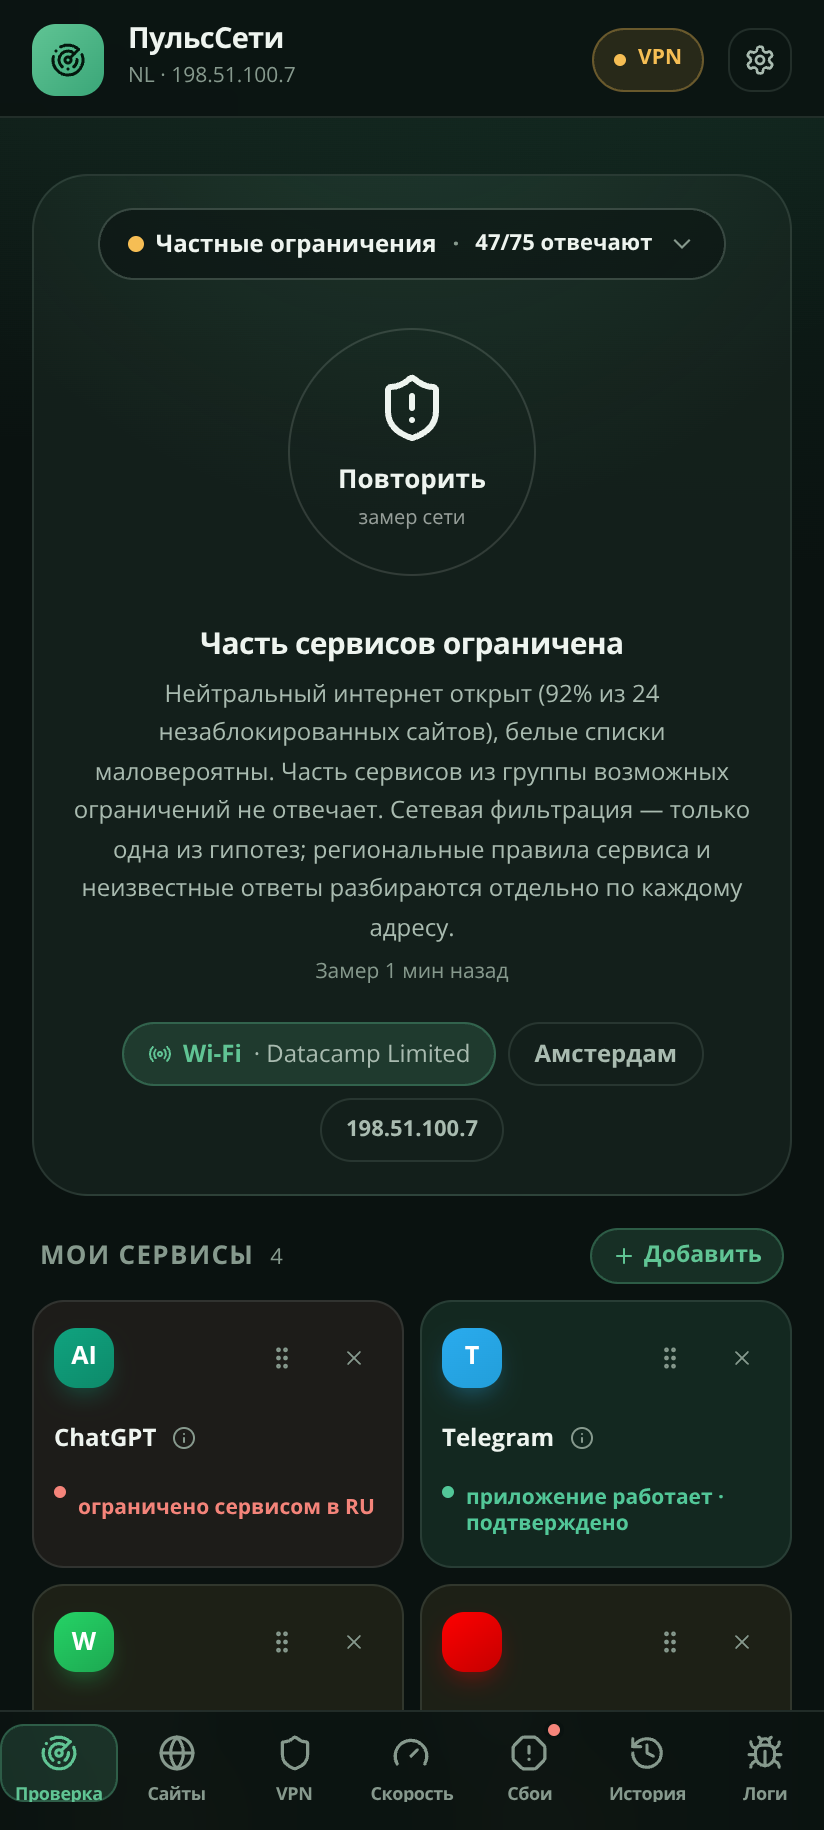 ПульсСети
NL · 198.51.100.7
VPN
Частные ограничения · 47/75 отвечают
Повторить
замер сети
Часть сервисов ограничена
Нейтральный интернет открыт (92% из 24
незаблокированных сайтов), белые списки
маловероятны. Часть сервисов из группы возможных
ограничений не отвечает. Сетевая фильтрация — только
одна из гипотез; региональные правила сервиса и
неизвестные ответы разбираются отдельно по каждому
адресу.
Замер 1 мин назад
Wi-Fi · Datacamp Limited
Амстердам
198.51.100.7
МОИ СЕРВИСЫ 4
+ Добавить
AI
ChatGPT
ограничено сервисом в RU
T
Telegram
приложение работает ·
подтверждено
W
Проверка
Сайты
VPN
Скорость
Сбои
История
Логи